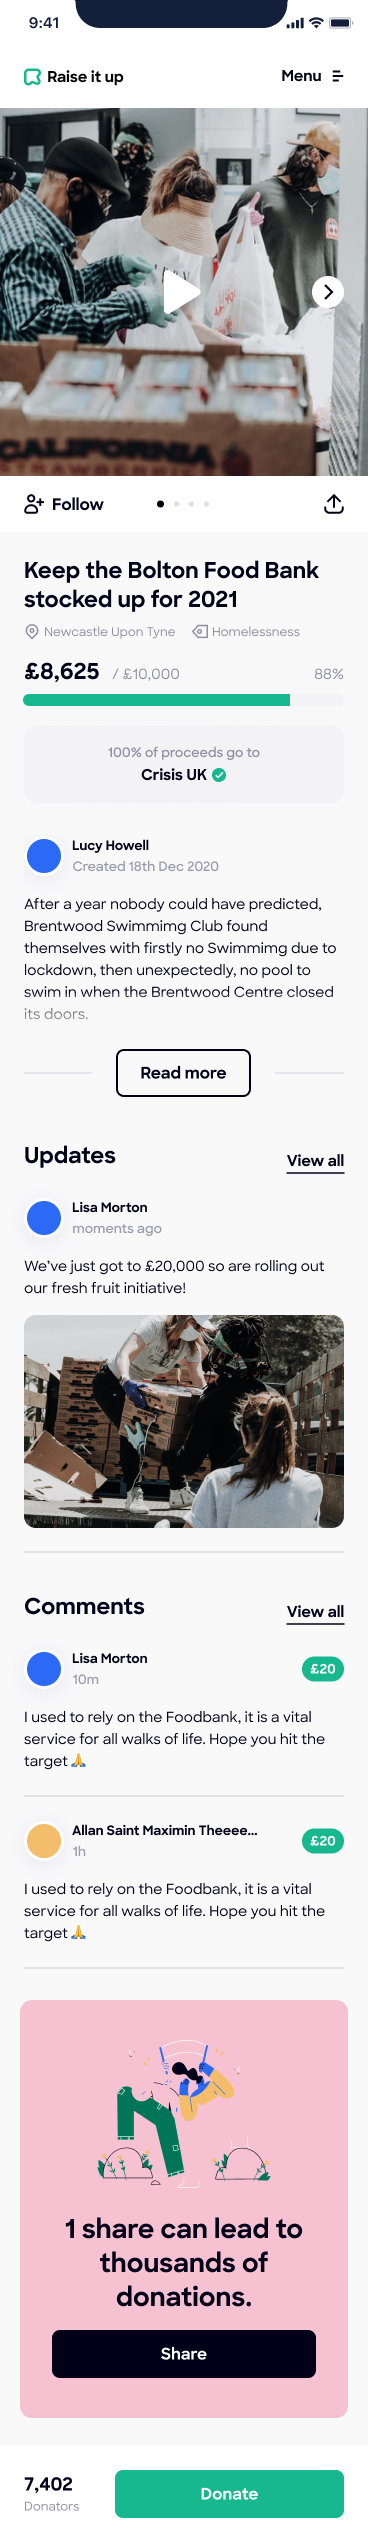 9:41
Raise it up
Menu
CALIFORNIA
Follow
Keep the Bolton Food Bank
stocked up for 2021
Newcastle Upon Tyne
Homelessness
£8,625 / £10,000
88%
100% of proceeds go to
Crisis UK
Lucy Howell
Created 18th Dec 2020
After a year nobody could have predicted,
Brentwood Swimmimg Club found
themselves with firstly no Swimmimg due to
lockdown, then unexpectedly, no pool to
swim in when the Brentwood Centre closed
its doors.
Read more
Updates
View all
Lisa Morton
moments ago
We’ve just got to £20,000 so are rolling out
our fresh fruit initiative!
Comments
View all
Lisa Morton
£20
10m
I used to rely on the Foodbank, it is a vital
service for all walks of life. Hope you hit the
target 🙏
Allan Saint Maximin Theeee...
£20
1h
I used to rely on the Foodbank, it is a vital
service for all walks of life. Hope you hit the
target 🙏
1 share can lead to
thousands of
donations.
Share
7,402
Donators
Donate